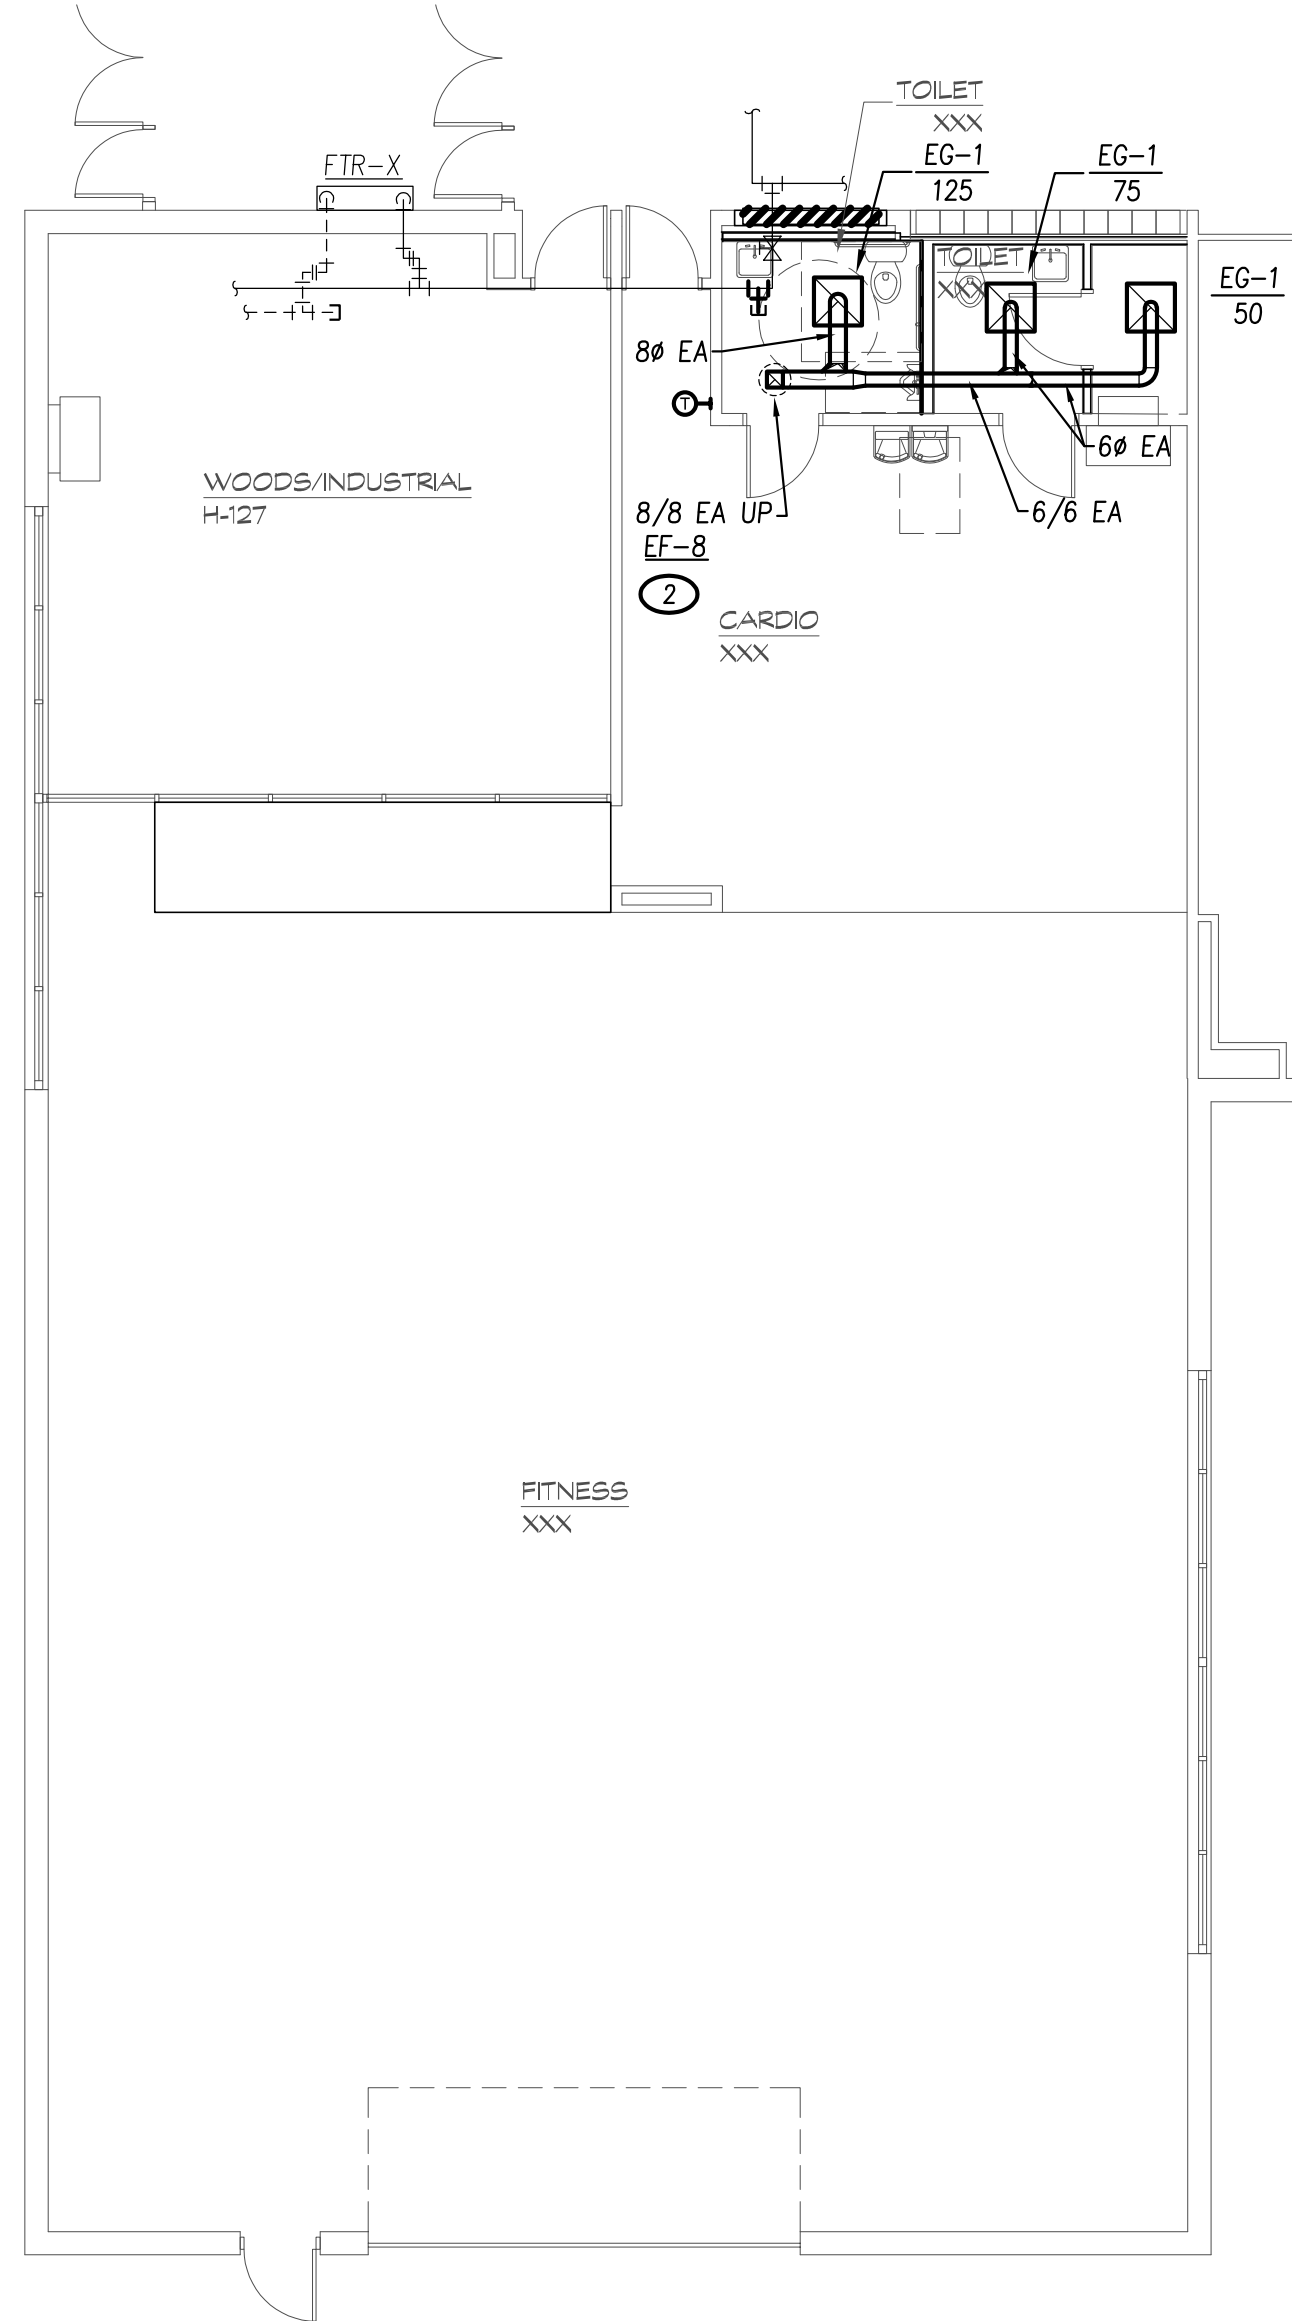 TOILET
XXX
FTR-X
EG-1
125
EG-1
75
TOILET
XXX
EG-1
50
8ø EA
T
6ø EA
WOODS/INDUSTRIAL
H-127
8/8 EA UP
6/6 EA
EF-8
2
CARDIO
XXX
FITNESS
XXX